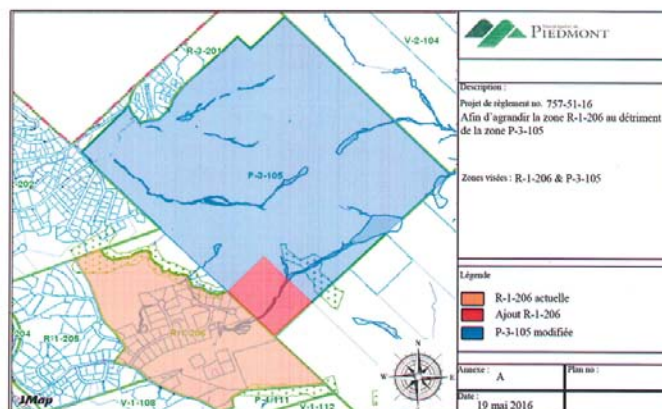 R-3-201
V-2-104
P-3-105
202
R-1-206
204
R-1-205
V-1-108
P-1-111
V-1-112
N
W
E
S
1Map
PIEDMONT
Description :
Projet de règlement no. 757-51-16
Afin d'agrandir la zone R-1-206 au détriment
de la zone P-3-105
Zones visées : R-1-206 & P-3-105
Légende
R-1-206 actuelle
Ajout R-1-206
P-3-105 modifiée
Annexe : A
Plan no :
Date : 19 mai 2016